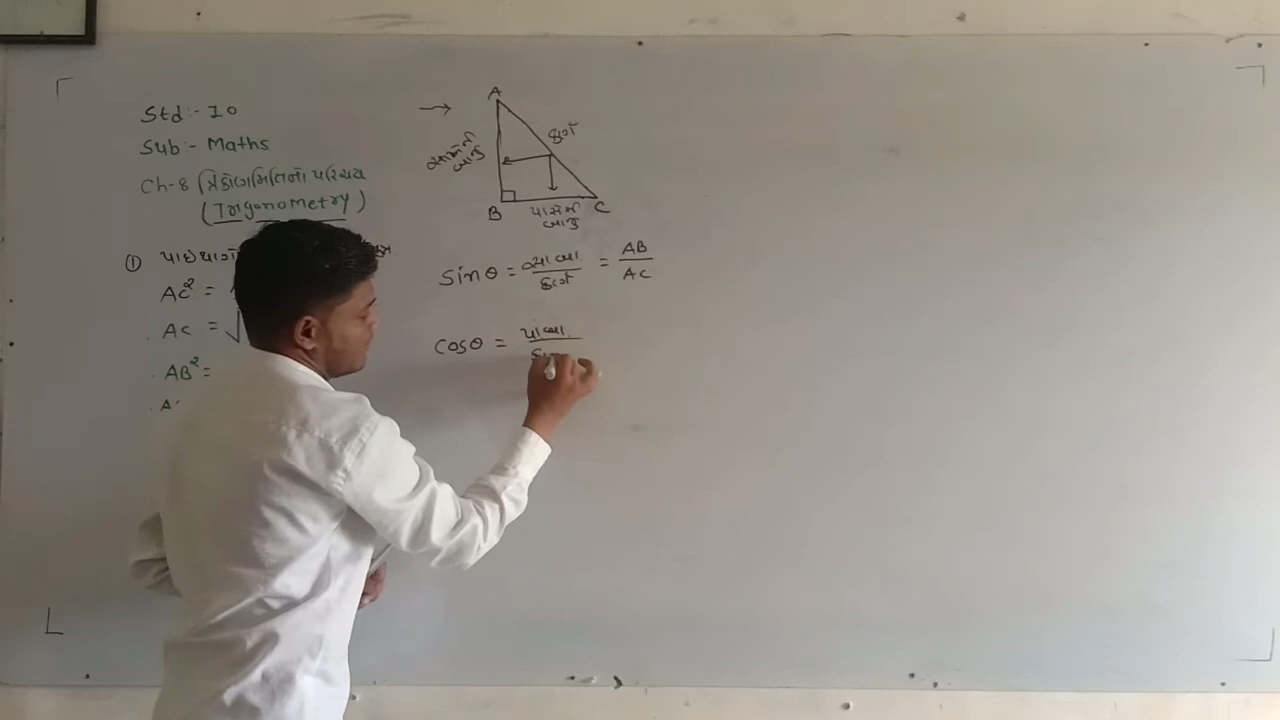 Std :- 10
Sub :- Maths
Ch-8 ત્રિકોણમિતિનો પરિચય
(Trigonometry)
① પાઇથાગો
AC² =
. AC = √
. AB² =
→
A
સામેની
બાજુ
કર્ણ
B
પાસેની
બાજુ
C
Sin θ = સા.બા. / કર્ણ = AB / AC
Cos θ = પા.બા.